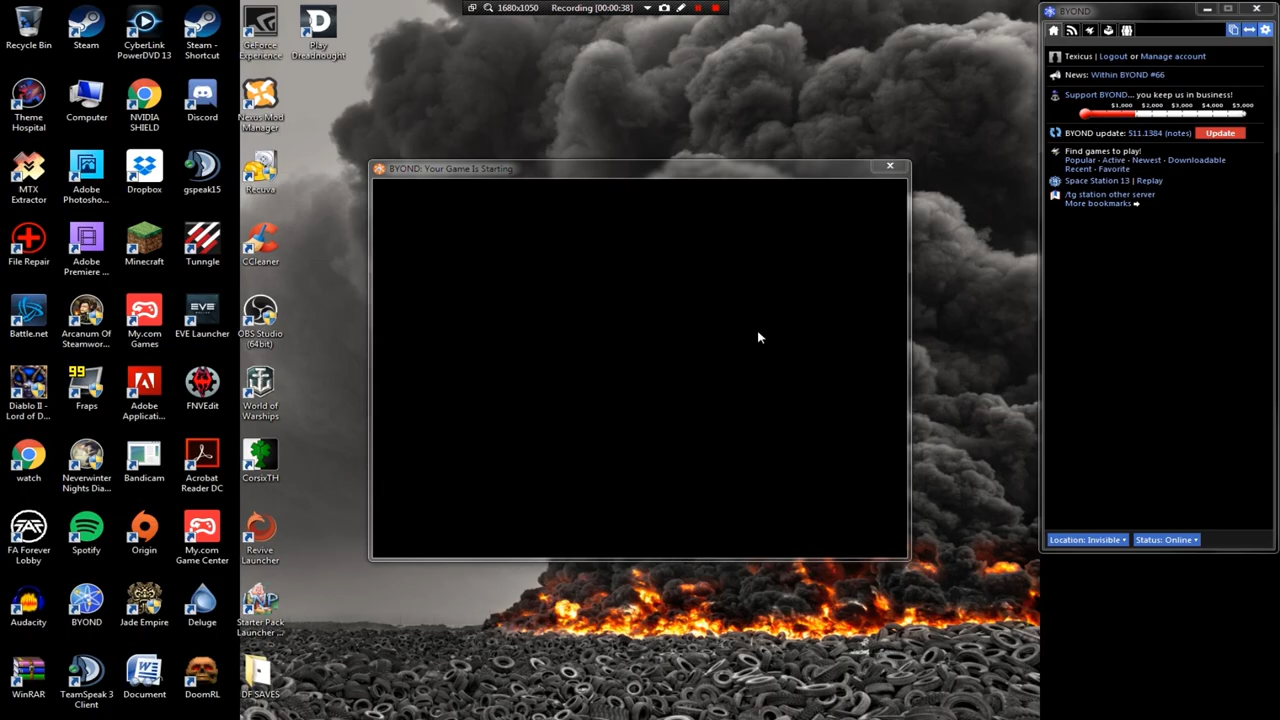 1680x1050 Recording [00:00:38]
Recycle Bin
Steam
CyberLink
PowerDVD 13
Steam -
Shortcut
GeForce
Experience
Play
Dreadnought
Theme
Hospital
Computer
NVIDIA
SHIELD
Discord
Nexus Mod
Manager
MTX
Extractor
Adobe
Photosho...
Dropbox
gspeak15
Recuva
File Repair
Adobe
Premiere ...
Minecraft
Tunngle
CCleaner
Battle.net
Arcanum Of
Steamwor...
My.com
Games
EVE
EVE Launcher
OBS Studio
(64bit)
Diablo II -
Lord of D...
99
Fraps
Adobe
Applicati...
FNVEdit
World of
Warships
watch
Neverwinter
Nights Dia...
Bandicam
Acrobat
Reader DC
CorsixTH
FA Forever
Lobby
Spotify
Origin
My.com
Game Center
Revive
Launcher
Audacity
BYOND
Jade Empire
Deluge
Starter Pack
Launcher ...
WinRAR
TeamSpeak 3
Client
Document
DoomRL
DF SAVES
BYOND: Your Game Is Starting
BYOND
Texicus | Logout or Manage account
News: Within BYOND #66
Support BYOND... you keep us in business!
$1,000 $2,000 $3,000 $4,000 $5,000
BYOND update: 511.1384 (notes) Update
Find games to play!
Popular - Active - Newest - Downloadable
Recent - Favorite
Space Station 13 | Replay
/tg station other server
More bookmarks
Location: Invisible
Status: Online